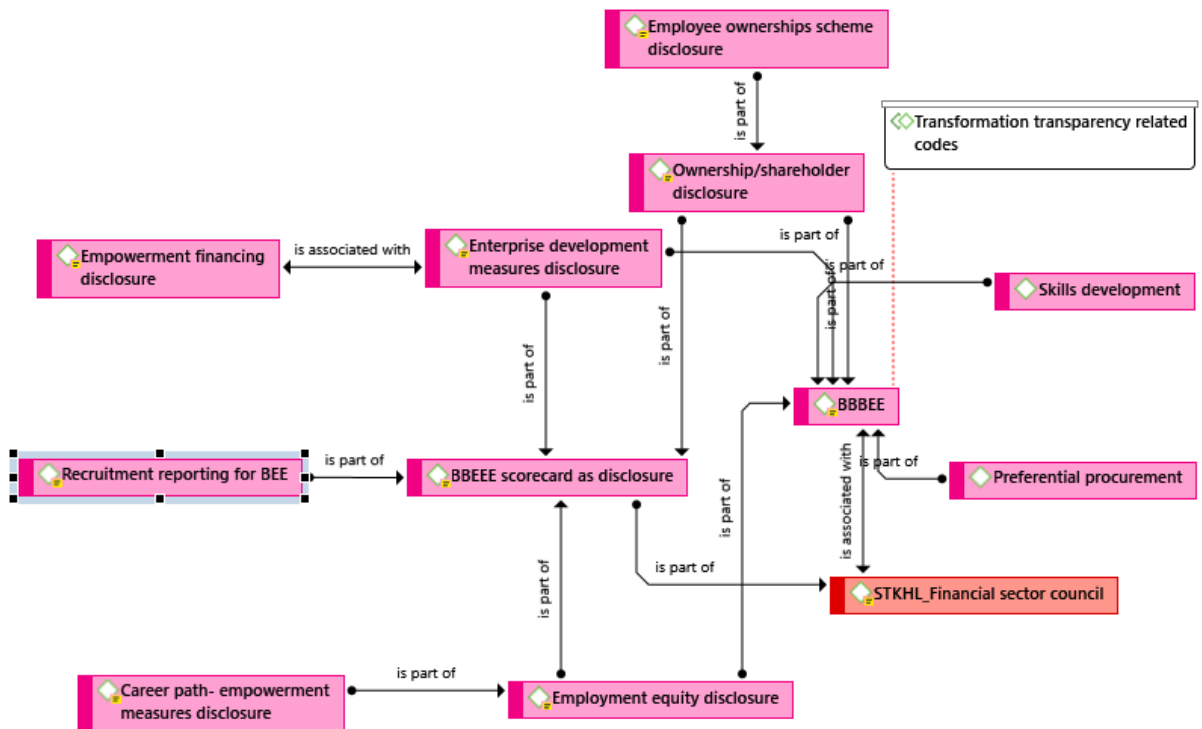 Employee ownerships scheme
disclosure
is part of
Transformation transparency related
codes
Ownership/shareholder
disclosure
is part of
Empowerment financing
disclosure
is associated with
Enterprise development
measures disclosure
is part of
is part of
Skills development
is part of
is part of
is part of
BBBEE
Recruitment reporting for BEE
is part of
BBEEE scorecard as disclosure
is part of
is associated with
is part of
Preferential procurement
is part of
is part of
STKHL_Financial sector council
Career path- empowerment
measures disclosure
is part of
Employment equity disclosure